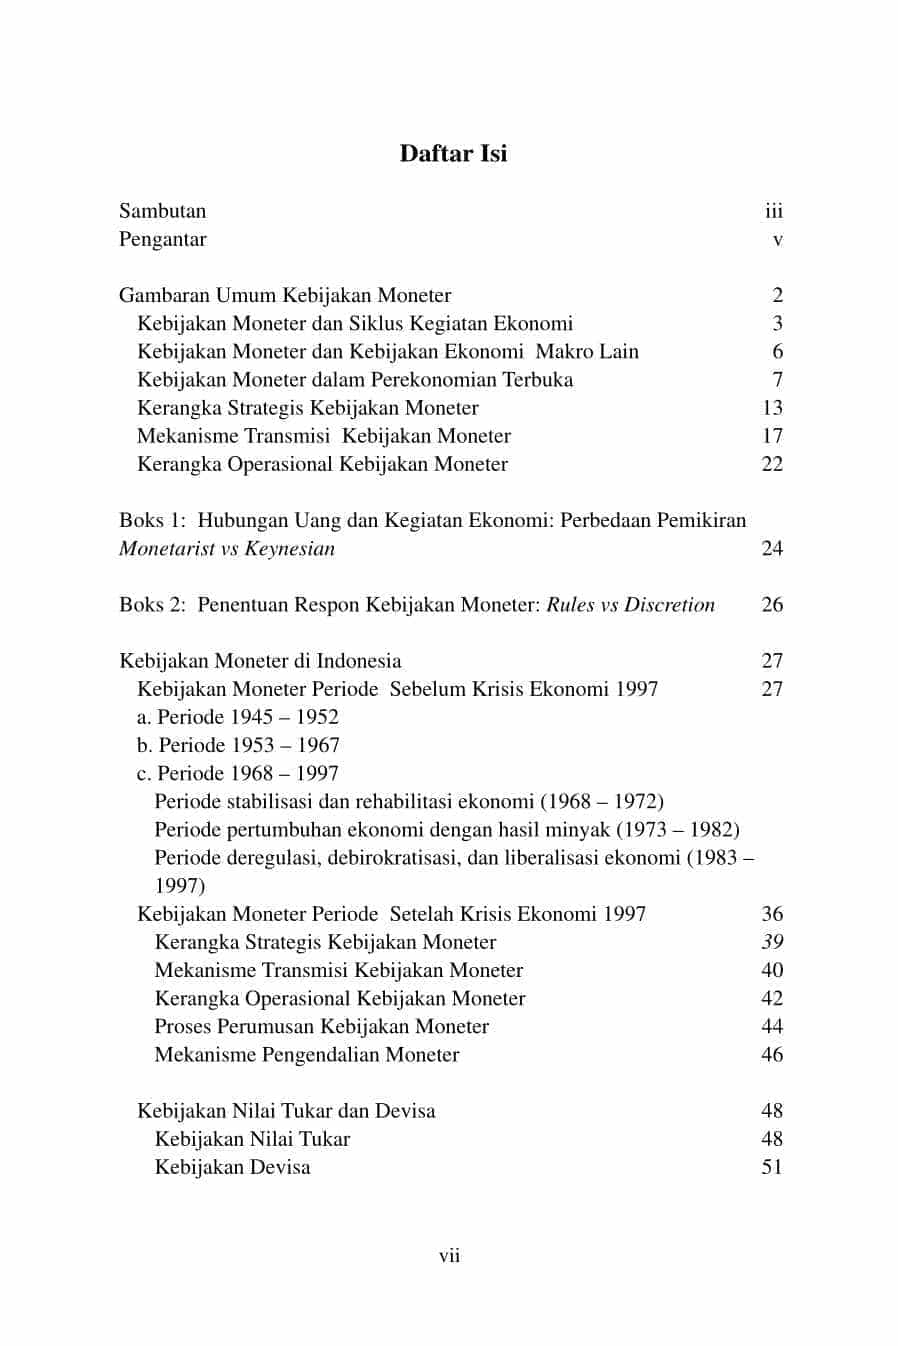 Daftar Isi
Sambutan iii
Pengantar v
Gambaran Umum Kebijakan Moneter 2
Kebijakan Moneter dan Siklus Kegiatan Ekonomi 3
Kebijakan Moneter dan Kebijakan Ekonomi Makro Lain 6
Kebijakan Moneter dalam Perekonomian Terbuka 7
Kerangka Strategis Kebijakan Moneter 13
Mekanisme Transmisi Kebijakan Moneter 17
Kerangka Operasional Kebijakan Moneter 22
Boks 1: Hubungan Uang dan Kegiatan Ekonomi: Perbedaan Pemikiran
Monetarist vs Keynesian 24
Boks 2: Penentuan Respon Kebijakan Moneter: Rules vs Discretion 26
Kebijakan Moneter di Indonesia 27
Kebijakan Moneter Periode Sebelum Krisis Ekonomi 1997 27
a. Periode 1945 – 1952
b. Periode 1953 – 1967
c. Periode 1968 – 1997
Periode stabilisasi dan rehabilitasi ekonomi (1968 – 1972)
Periode pertumbuhan ekonomi dengan hasil minyak (1973 – 1982)
Periode deregulasi, debirokratisasi, dan liberalisasi ekonomi (1983 –
1997)
Kebijakan Moneter Periode Setelah Krisis Ekonomi 1997 36
Kerangka Strategis Kebijakan Moneter 39
Mekanisme Transmisi Kebijakan Moneter 40
Kerangka Operasional Kebijakan Moneter 42
Proses Perumusan Kebijakan Moneter 44
Mekanisme Pengendalian Moneter 46
Kebijakan Nilai Tukar dan Devisa 48
Kebijakan Nilai Tukar 48
Kebijakan Devisa 51
vii